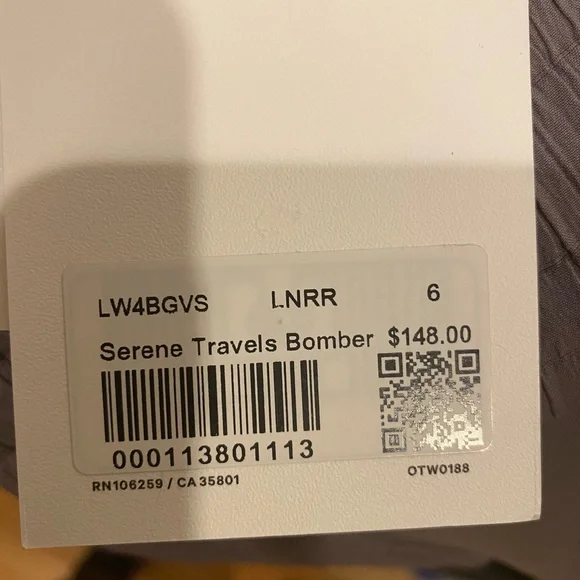 LW4BGVS LNRR 6
Serene Travels Bomber $148.00
000113801113
RN106259 / CA 35801 OTW0188